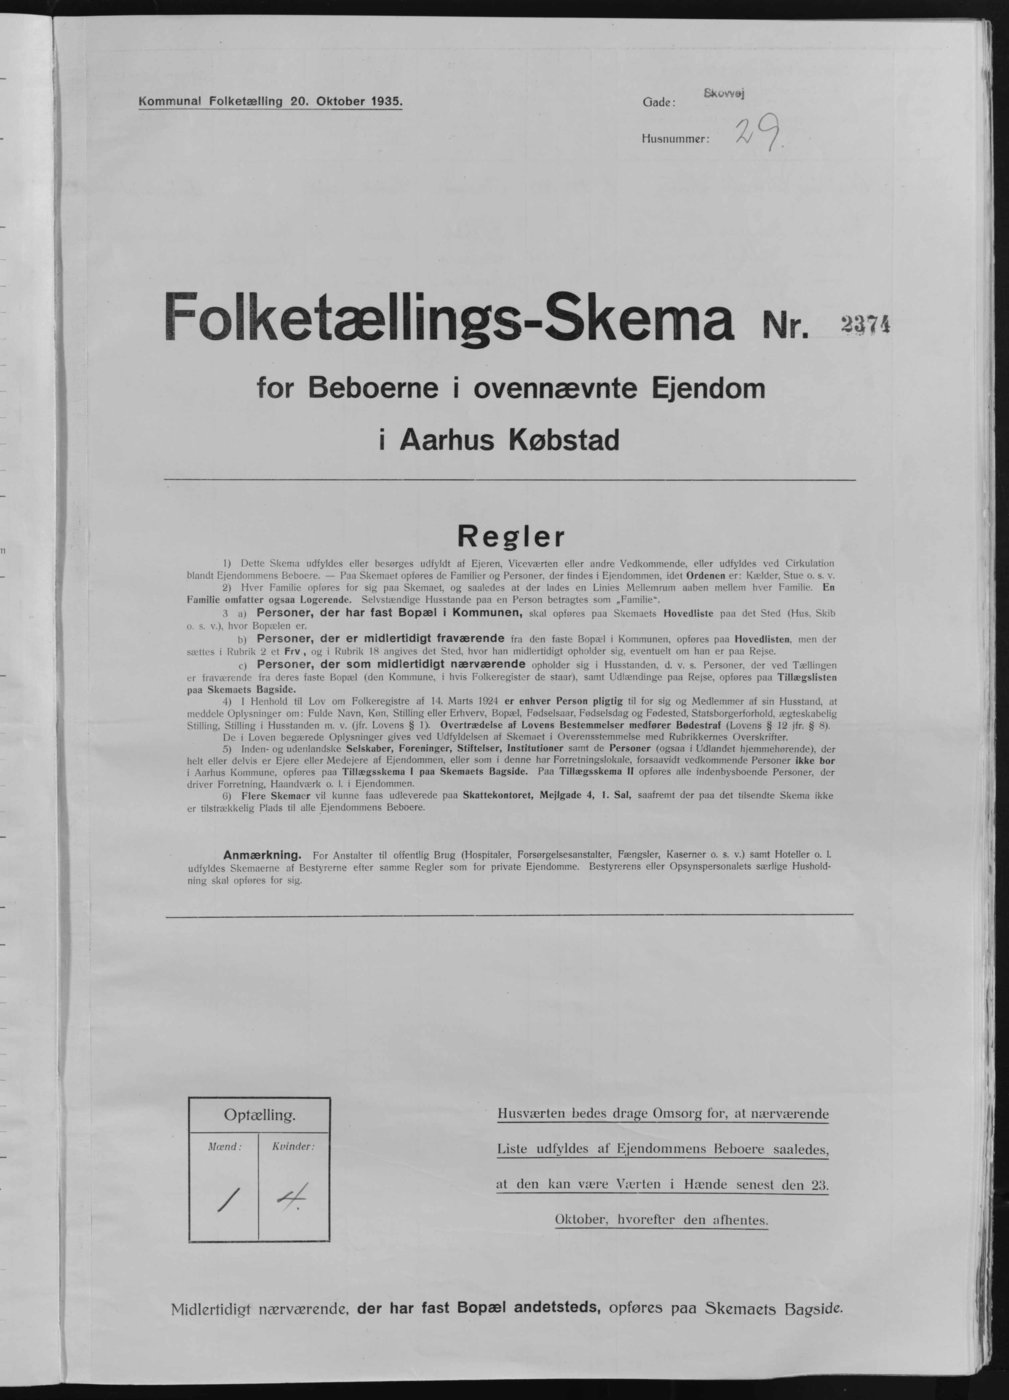 Kommunal Folketælling 20. Oktober 1935.
Gade: Skovvej
Husnummer: 29.
Folketællings-Skema Nr. 2374
for Beboerne i ovennævnte Ejendom
i Aarhus Købstad
Regler
1) Dette Skema udfyldes eller besørges udfyldt af Ejeren, Viceværten eller andre Vedkommende, eller udfyldes ved Cirkulation
blandt Ejendommens Beboere. — Paa Skemaet opføres de Familier og Personer, der findes i Ejendommen, idet Ordenen er: Kælder, Stue o. s. v.
2) Hver Familie opføres for sig paa Skemaet, og saaledes at der lades en Linies Mellemrum aaben mellem hver Familie. En
Familie omfatter ogsaa Logerende. Selvstændige Husstande paa en Person betragtes som „Familie“.
3 a) Personer, der har fast Bopæl i Kommunen, skal opføres paa Skemaets Hovedliste paa det Sted (Hus, Skib
o. s. v.), hvor Bopælen er.
b) Personer, der er midlertidigt fraværende fra den faste Bopæl i Kommunen, opføres paa Hovedlisten, men der
sættes i Rubrik 2 et Frv , og i Rubrik 18 angives det Sted, hvor han midlertidigt opholder sig, eventuelt om han er paa Rejse.
c) Personer, der som midlertidigt nærværende opholder sig i Husstanden, d. v. s. Personer, der ved Tællingen
er fraværende fra deres faste Bopæl (den Kommune, i hvis Folkeregister de staar), samt Udlændinge paa Rejse, opføres paa Tillægslisten
paa Skemaets Bagside.
4) I Henhold til Lov om Folkeregistre af 14. Marts 1924 er enhver Person pligtig til for sig og Medlemmer af sin Husstand, at
meddele Oplysninger om: Fulde Navn, Køn, Stilling eller Erhverv, Bopæl, Fødselsaar, Fødselsdag og Fødested, Statsborgerforhold, ægteskabelig
Stilling, Stilling i Husstanden m. v. (jfr. Lovens § 1). Overtrædelse af Lovens Bestemmelser medfører Bødestraf (Lovens § 12 jfr. § 8).
De i Loven begærede Oplysninger gives ved Udfyldelsen af Skemaet i Overensstemmelse med Rubrikkernes Overskrifter.
5) Inden- og udenlandske Selskaber, Foreninger, Stiftelser, Institutioner samt de Personer (ogsaa i Udlandet hjemmehørende), der
helt eller delvis er Ejere eller Medejere af Ejendommen, eller som i denne har Forretningslokale, forsaavidt vedkommende Personer ikke bor
i Aarhus Kommune, opføres paa Tillægsskema I paa Skemaets Bagside. Paa Tillægsskema II opføres alle indenbysboende Personer, der
driver Forretning, Haandværk o. l. i Ejendommen.
6) Flere Skemaer vil kunne faas udleverede paa Skattekontoret, Mejlgade 4, 1. Sal, saafremt der paa det tilsendte Skema ikke
er tilstrækkelig Plads til alle Ejendommens Beboere.
Anmærkning. For Anstalter til offentlig Brug (Hospitaler, Forsørgelsesanstalter, Fængsler, Kaserner o. s. v.) samt Hoteller o. l.
udfyldes Skemaerne af Bestyrerne efter samme Regler som for private Ejendomme. Bestyrerens eller Opsynspersonalets særlige Hushold-
ning skal opføres for sig.
Optælling.
Mænd: Kvinder:
1 4.
Husværten bedes drage Omsorg for, at nærværende
Liste udfyldes af Ejendommens Beboere saaledes,
at den kan være Værten i Hænde senest den 23.
Oktober, hvorefter den afhentes.
Midlertidigt nærværende, der har fast Bopæl andetsteds, opføres paa Skemaets Bagside.